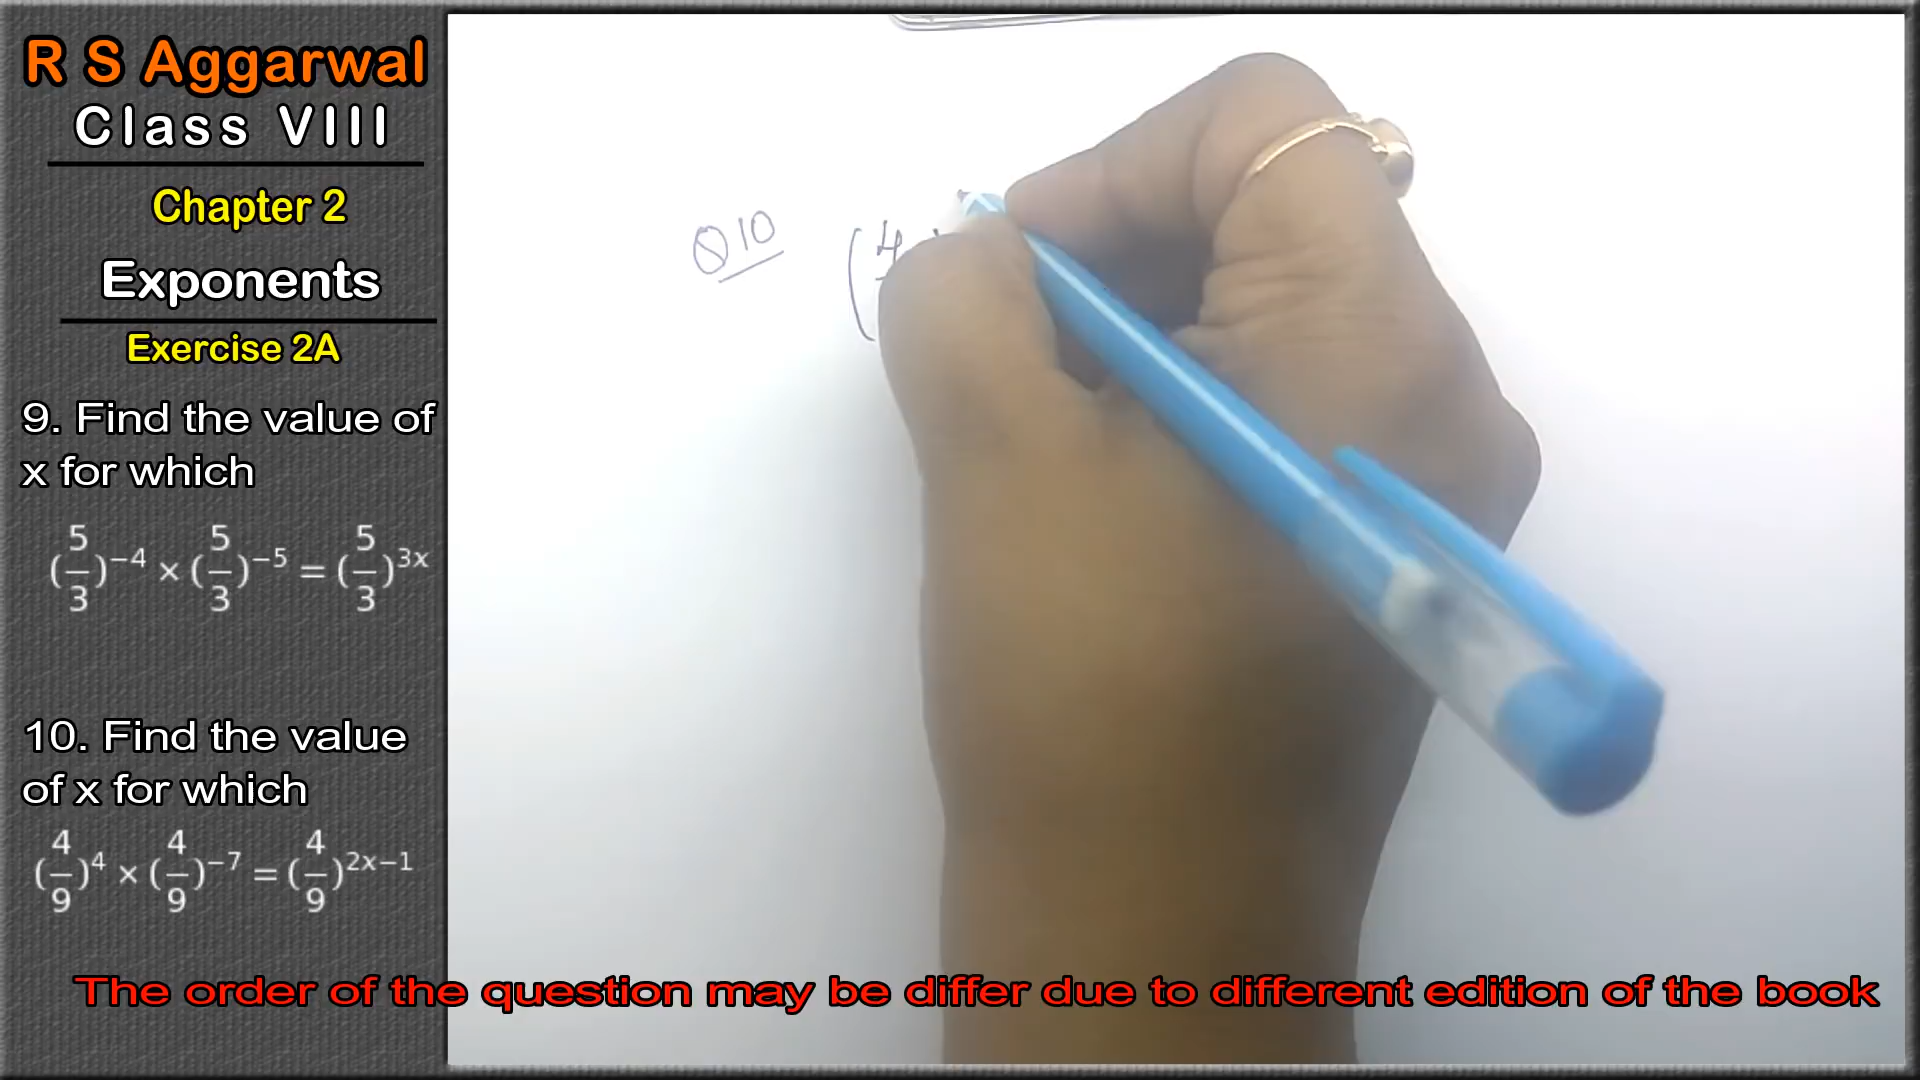 R S Aggarwal
Class VIII
Chapter 2
Exponents
Exercise 2A
9. Find the value of
x for which
(5/3)^−4 × (5/3)^−5 = (5/3)^3x
10. Find the value
of x for which
(4/9)^4 × (4/9)^−7 = (4/9)^2x−1
Q10 (4
The order of the question may be differ due to different edition of the book